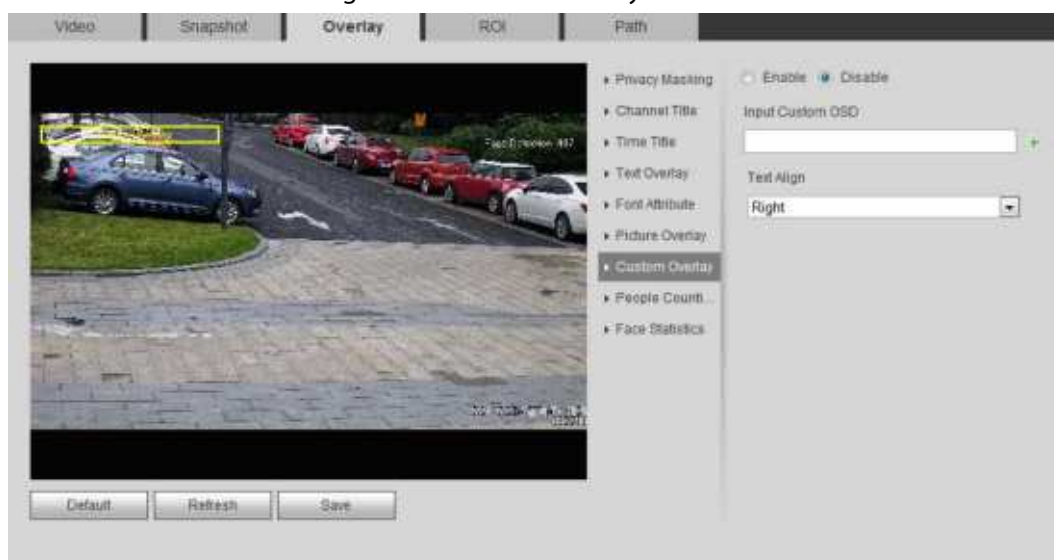 Video Snapshot Overlay ROI Path
Privacy Masking
Channel Title
Time Title
Text Overlay
Font Attribute
Picture Overlay
Custom Overlay
People Counti...
Face Statistics
Enable Disable
Input Custom OSD
+
Text Align
Right
Default Refresh Save